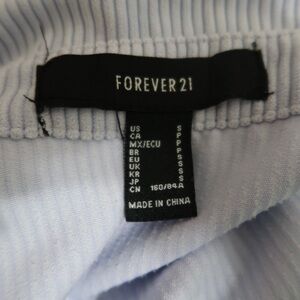 FOREVER 21
US S
CA P
MX/ECU P
BR P
EU S
UK S
KR S
JP S
CN 160/84A
MADE IN CHINA